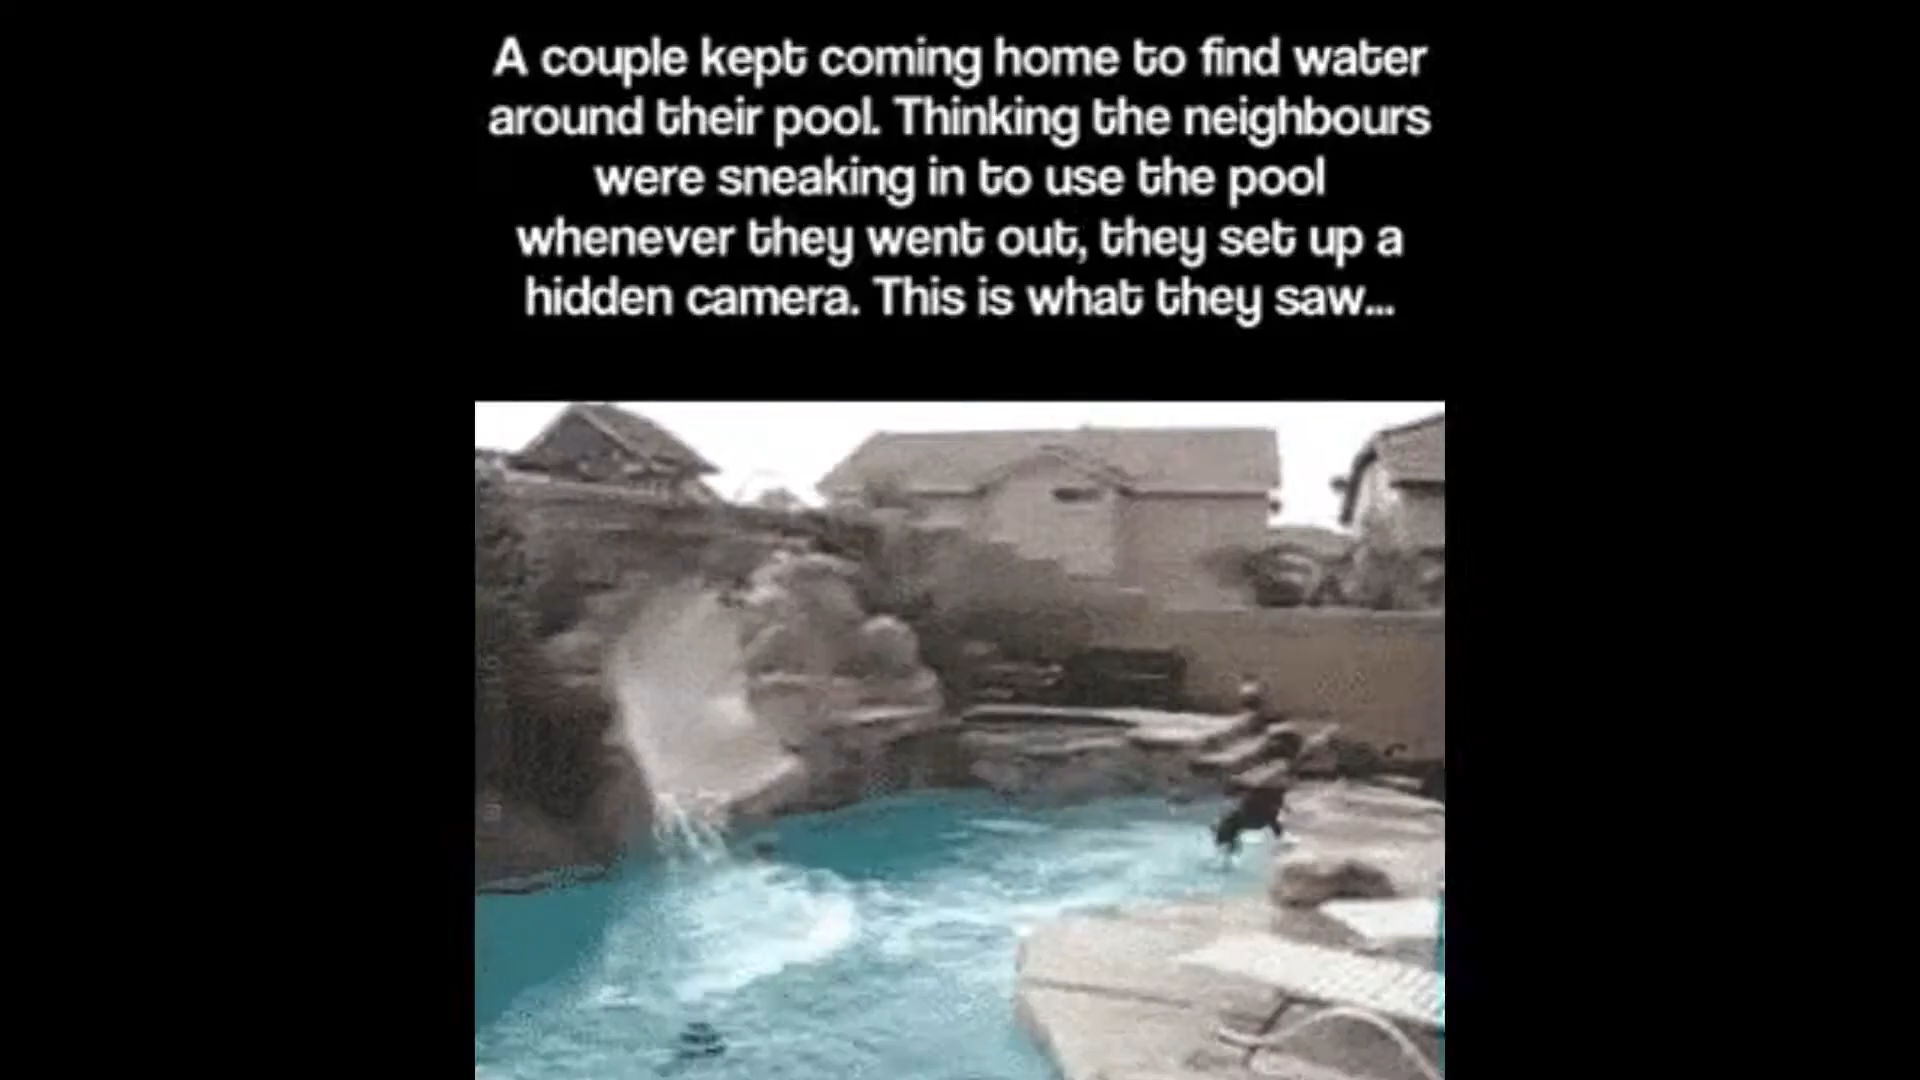 A couple kept coming home to find water
around their pool. Thinking the neighbours
were sneaking in to use the pool
whenever they went out, they set up a
hidden camera. This is what they saw...